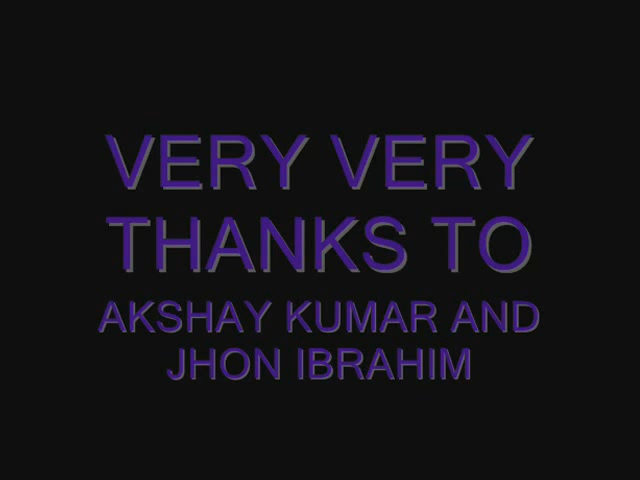 VERY VERY
THANKS TO
AKSHAY KUMAR AND
JHON IBRAHIM